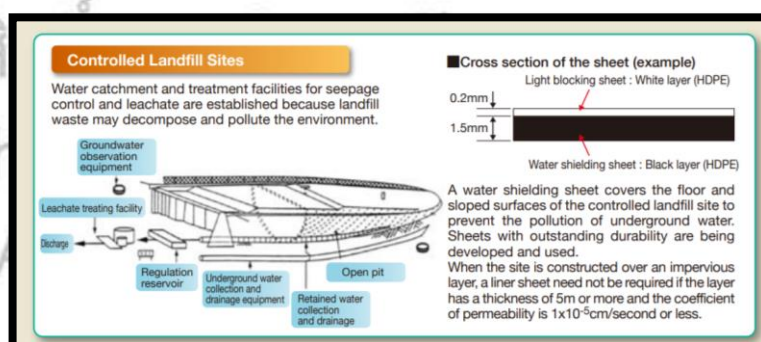 Controlled Landfill Sites
Water catchment and treatment facilities for seepage
control and leachate are established because landfill
waste may decompose and pollute the environment.
Groundwater
observation
equipment
Leachate treating facility
Discharge
Regulation
reservoir
Underground water
collection and
drainage equipment
Retained water
collection
and drainage
Open pit
■Cross section of the sheet (example)
Light blocking sheet : White layer (HDPE)
0.2mm
1.5mm
Water shielding sheet : Black layer (HDPE)
A water shielding sheet covers the floor and
sloped surfaces of the controlled landfill site to
prevent the pollution of underground water.
Sheets with outstanding durability are being
developed and used.
When the site is constructed over an impervious
layer, a liner sheet need not be required if the layer
has a thickness of 5m or more and the coefficient
of permeability is 1x10⁻⁵cm/second or less.